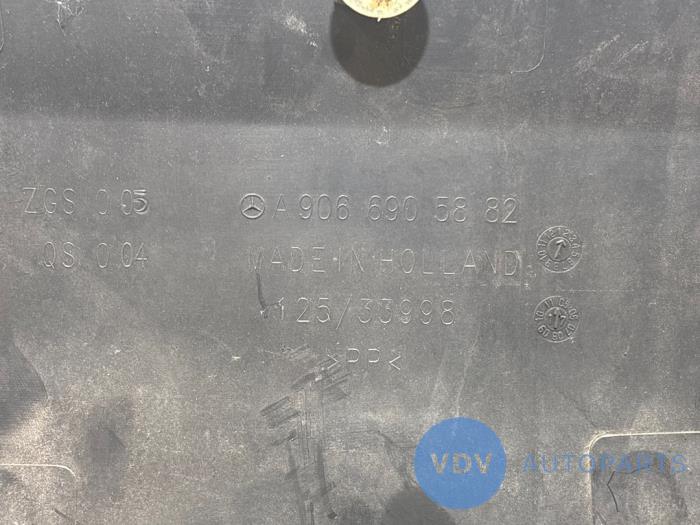 ZGS 005
A 906 690 58 82
QS 004
MADE IN HOLLAND
125/33998
>PP<
VDV AUTOPARTS